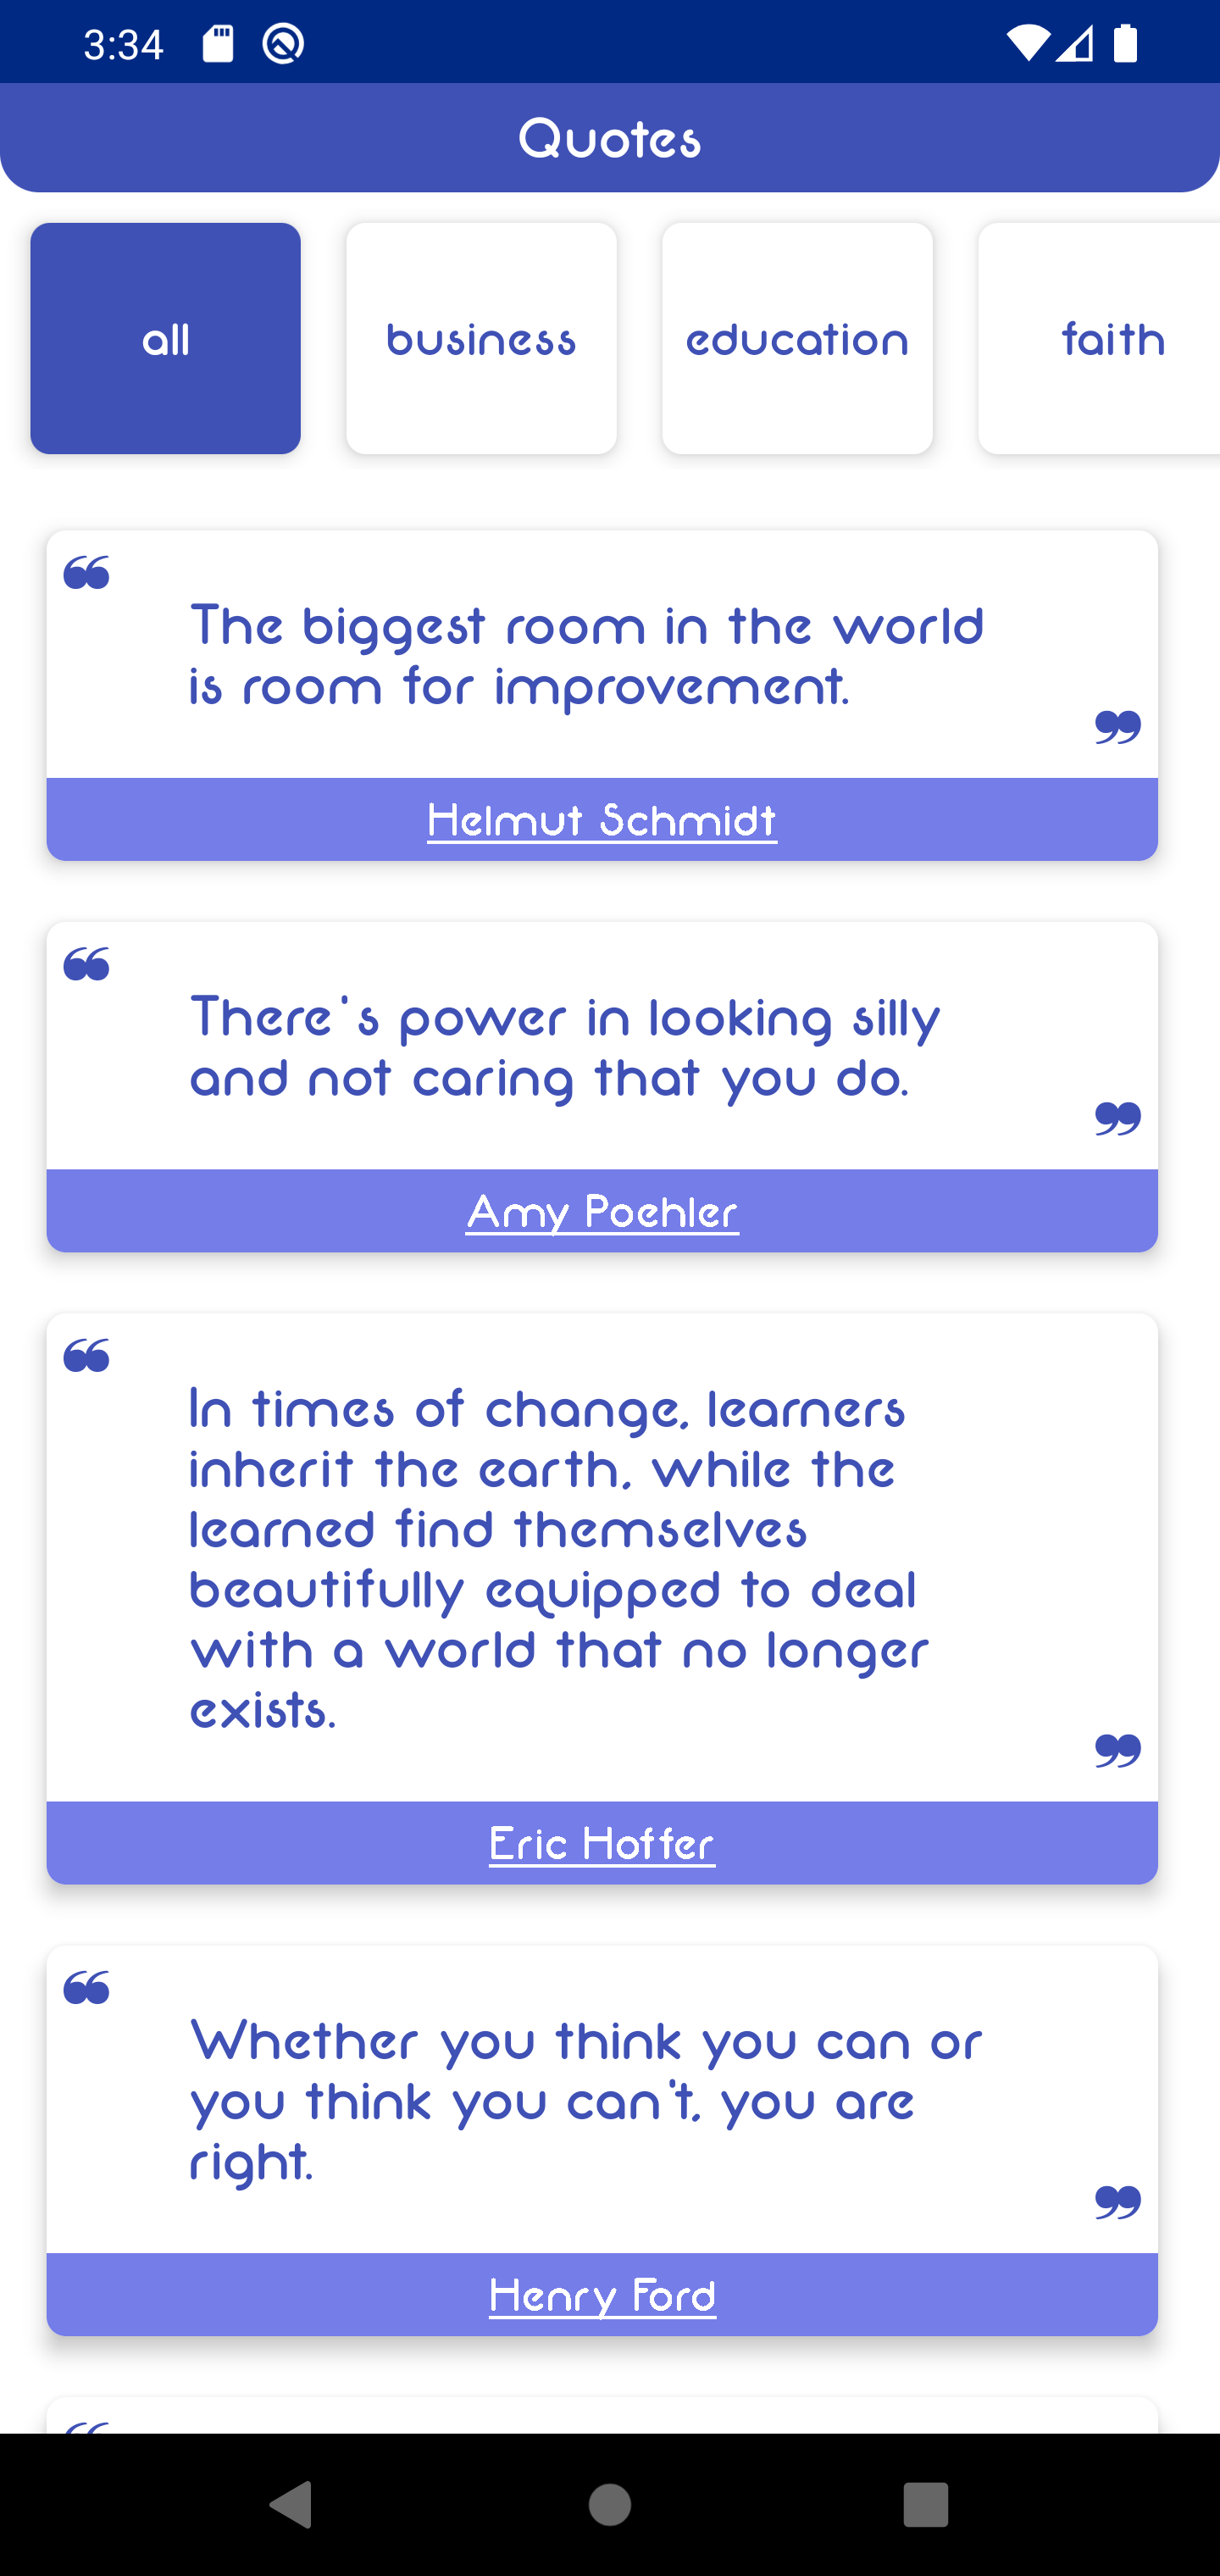 3:34
Quotes
all
business
education
faith
❝
The biggest room in the world
is room for improvement.
❞
Helmut Schmidt
❝
There's power in looking silly
and not caring that you do.
❞
Amy Poehler
❝
In times of change, learners
inherit the earth, while the
learned find themselves
beautifully equipped to deal
with a world that no longer
exists.
❞
Eric Hoffer
❝
Whether you think you can or
you think you can't, you are
right.
❞
Henry Ford